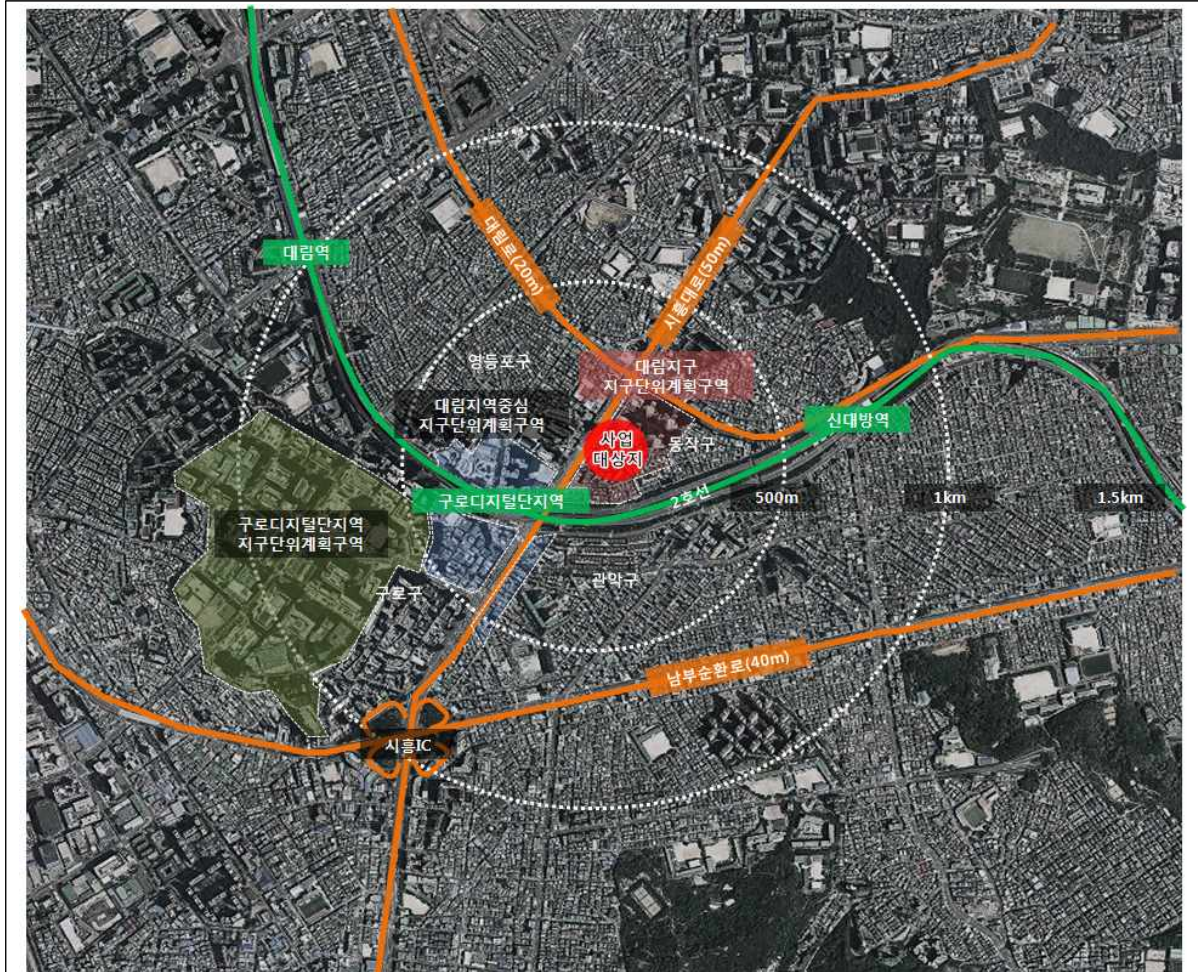 대림역
대림로(20m)
시흥대로(50m)
영등포구
대림지구
지구단위계획구역
대림지역중심
지구단위계획구역
사업
대상지
동작구
신대방역
구로디지털단지역
2호선
500m
1km
1.5km
구로디지털단지역
지구단위계획구역
구로구
관악구
남부순환로(40m)
시흥IC